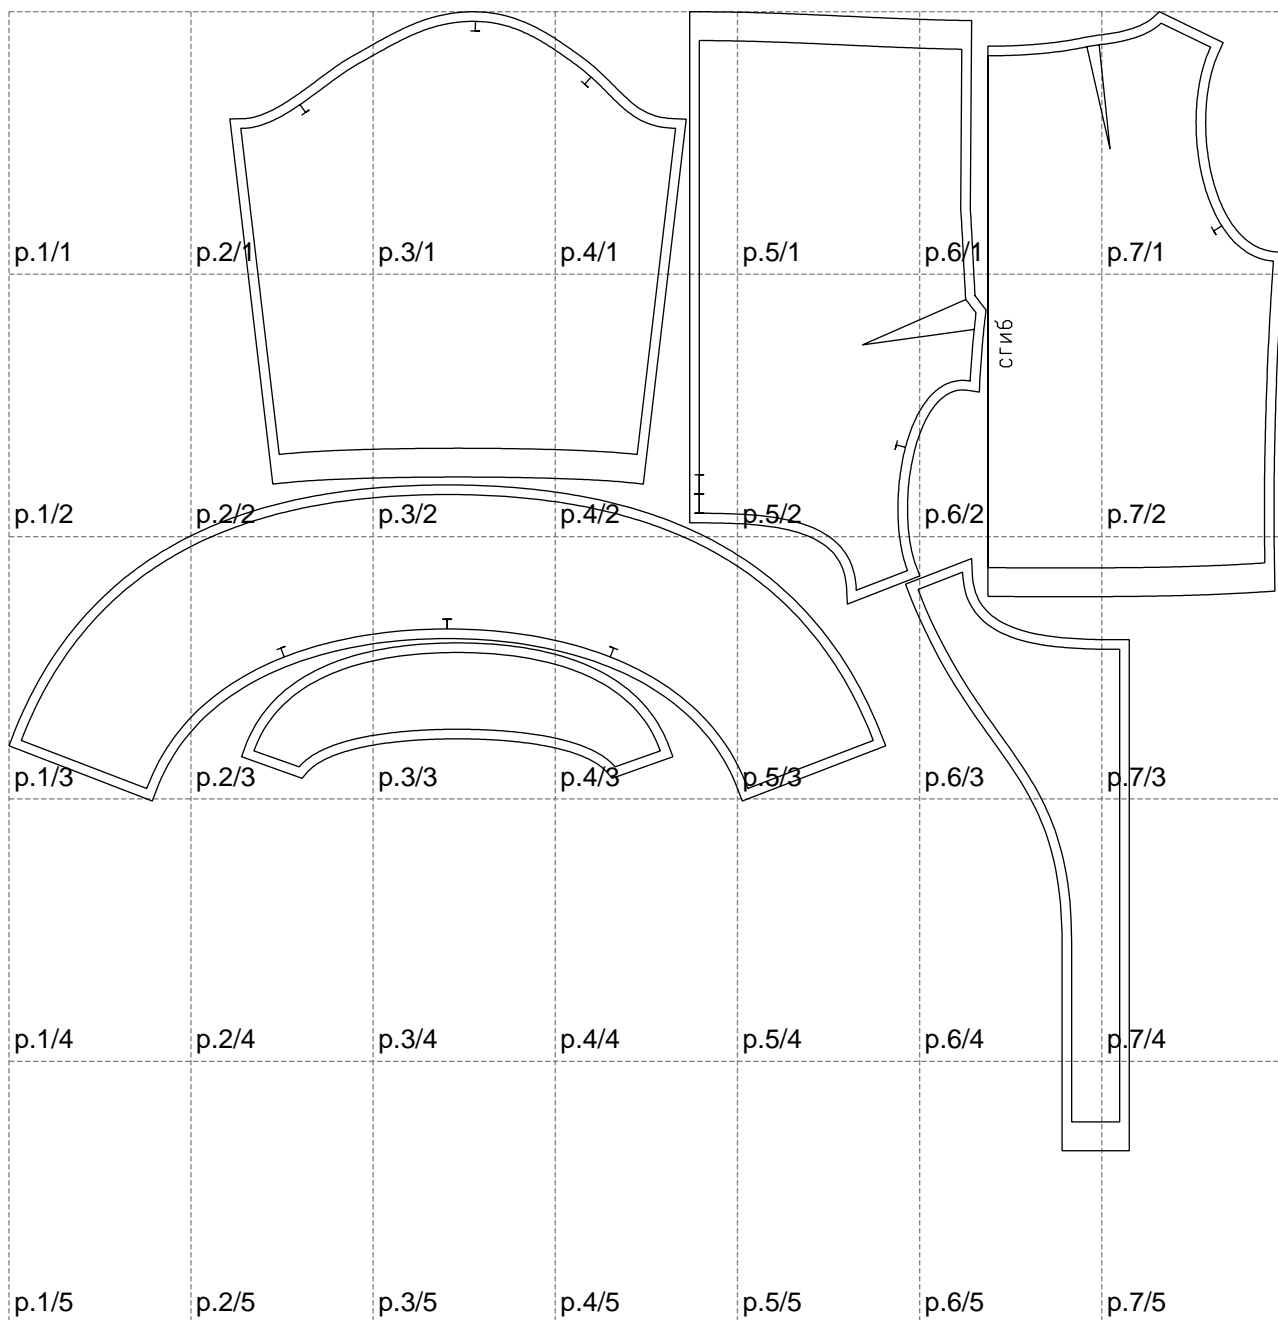 p.1/1 p.2/1 p.3/1 p.4/1 p.5/1 p.6/1 p.7/1
сгиб
p.1/2 p.2/2 p.3/2 p.4/2 p.5/2 p.6/2 p.7/2
p.1/3 p.2/3 p.3/3 p.4/3 p.5/3 p.6/3 p.7/3
p.1/4 p.2/4 p.3/4 p.4/4 p.5/4 p.6/4 p.7/4
p.1/5 p.2/5 p.3/5 p.4/5 p.5/5 p.6/5 p.7/5